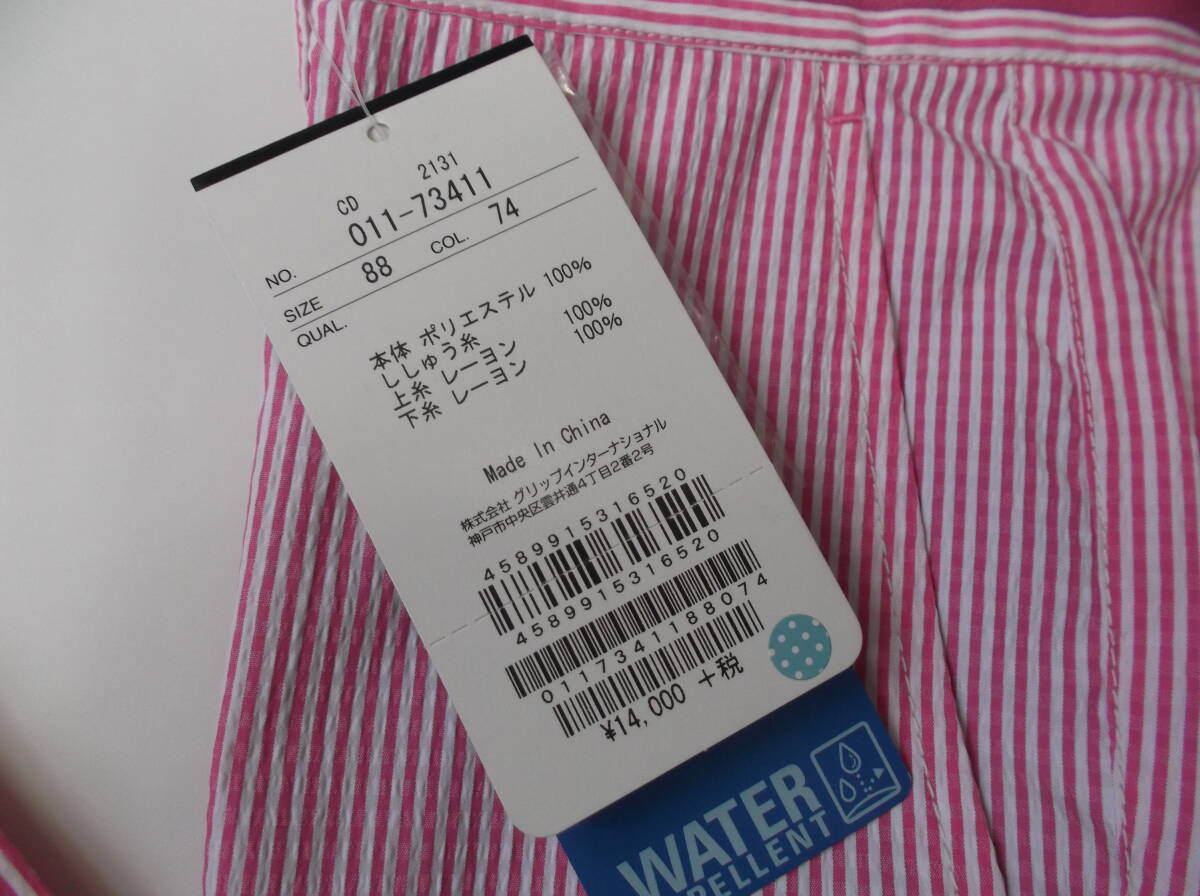 CD 2131
NO. 011-73411
SIZE 88 COL. 74
QUAL.
本体 ポリエステル 100%
ししゅう糸
上糸 レーヨン 100%
下糸 レーヨン 100%
Made In China
株式会社 グリップインターナショナル
神戸市中央区雲井通4丁目2番2号
4589915316520
4589915316520
0117341188074
¥14,000 +税
WATER
PELLENT